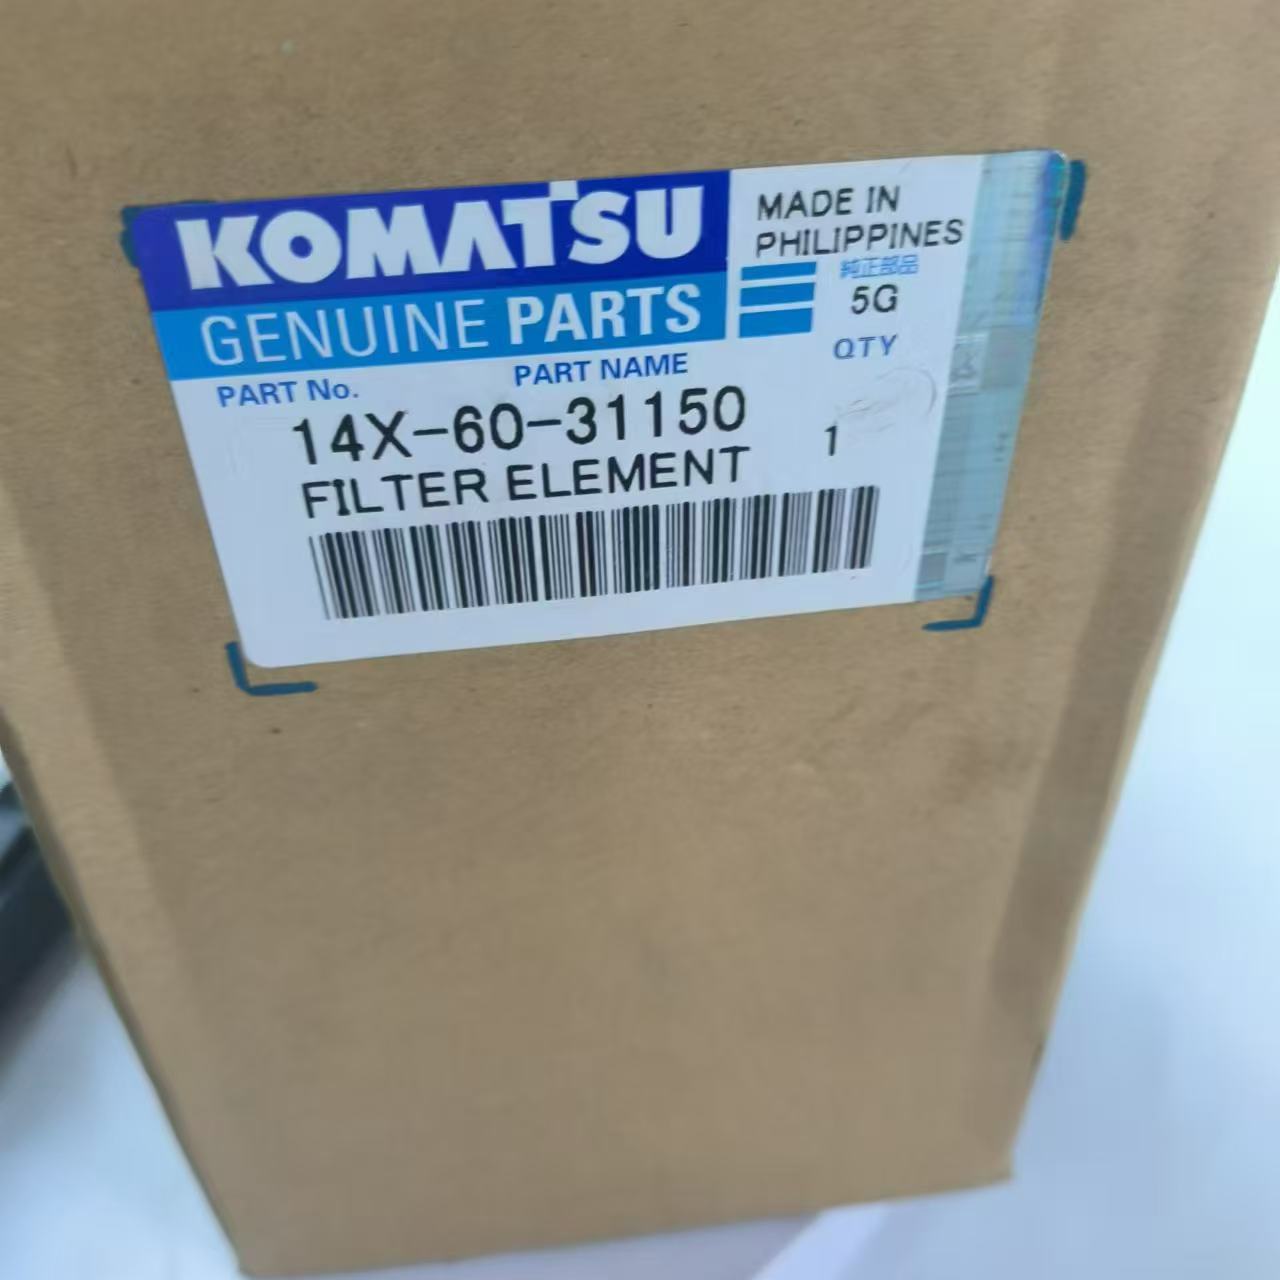 KOMATSU
GENUINE PARTS
MADE IN
PHILIPPINES
純正部品
5G
PART No.
PART NAME
QTY
14X-60-31150
1
FILTER ELEMENT